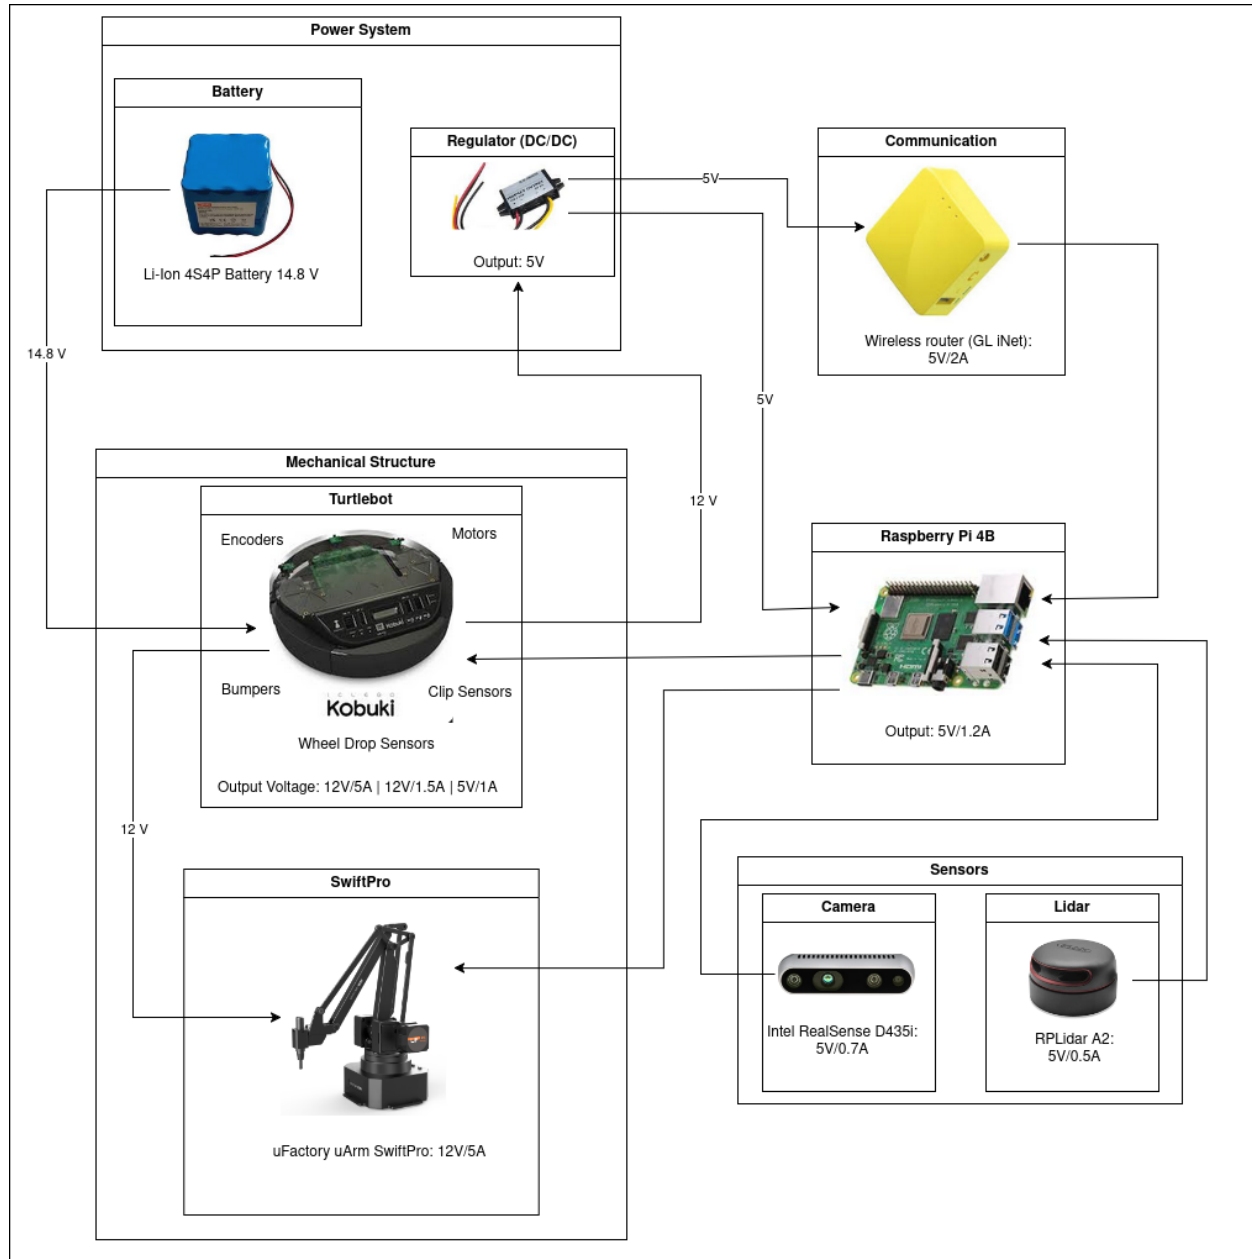 Power System
Battery
Li-Ion 4S4P Battery 14.8 V
Regulator (DC/DC)
Output: 5V
5V
Communication
Wireless router (GL iNet):
5V/2A
14.8 V
5V
12 V
Mechanical Structure
Turtlebot
Encoders
Motors
Kobuki
Bumpers
Clip Sensors
ICLEBO
Kobuki
Wheel Drop Sensors
Output Voltage: 12V/5A | 12V/1.5A | 5V/1A
Raspberry Pi 4B
HDMI
Output: 5V/1.2A
12 V
SwiftPro
uFactory uArm SwiftPro: 12V/5A
Sensors
Camera
Intel RealSense D435i:
5V/0.7A
Lidar
RPLidar A2:
5V/0.5A